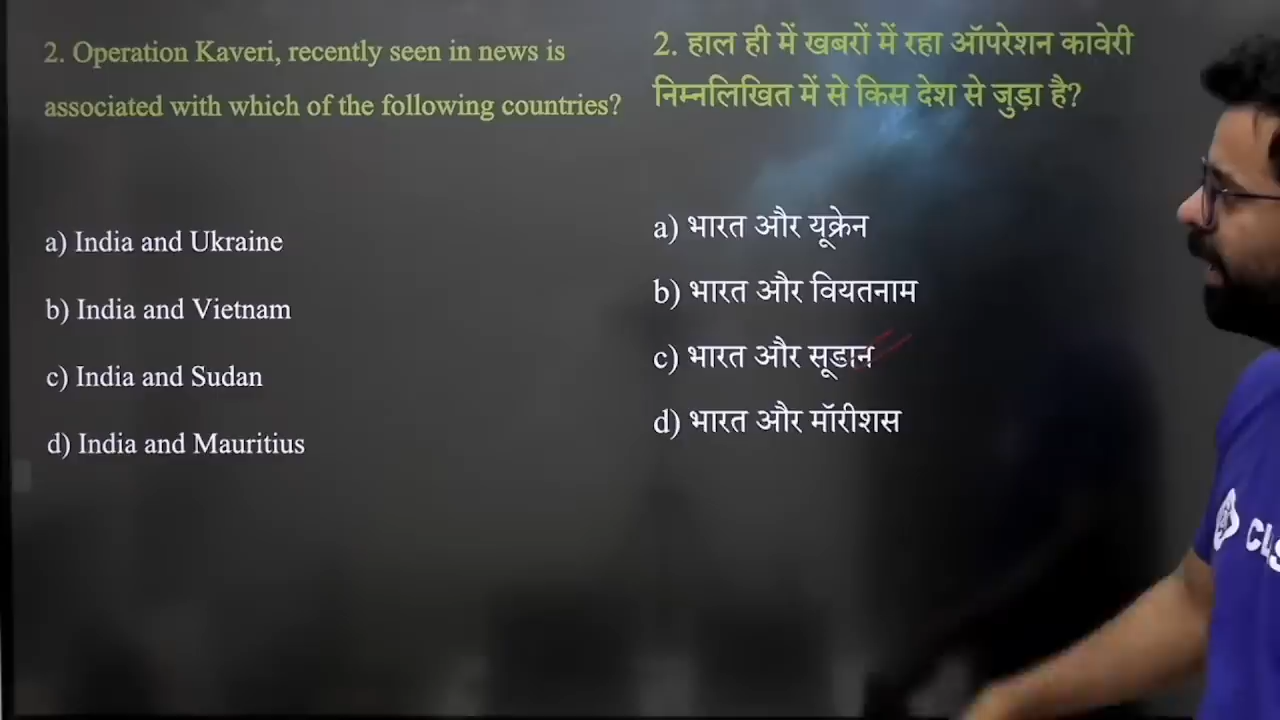 2. Operation Kaveri, recently seen in news is
associated with which of the following countries?
a) India and Ukraine
b) India and Vietnam
c) India and Sudan
d) India and Mauritius
2. हाल ही में खबरों में रहा ऑपरेशन कावेरी
निम्नलिखित में से किस देश से जुड़ा है?
a) भारत और यूक्रेन
b) भारत और वियतनाम
c) भारत और सूडान
d) भारत और मॉरीशस